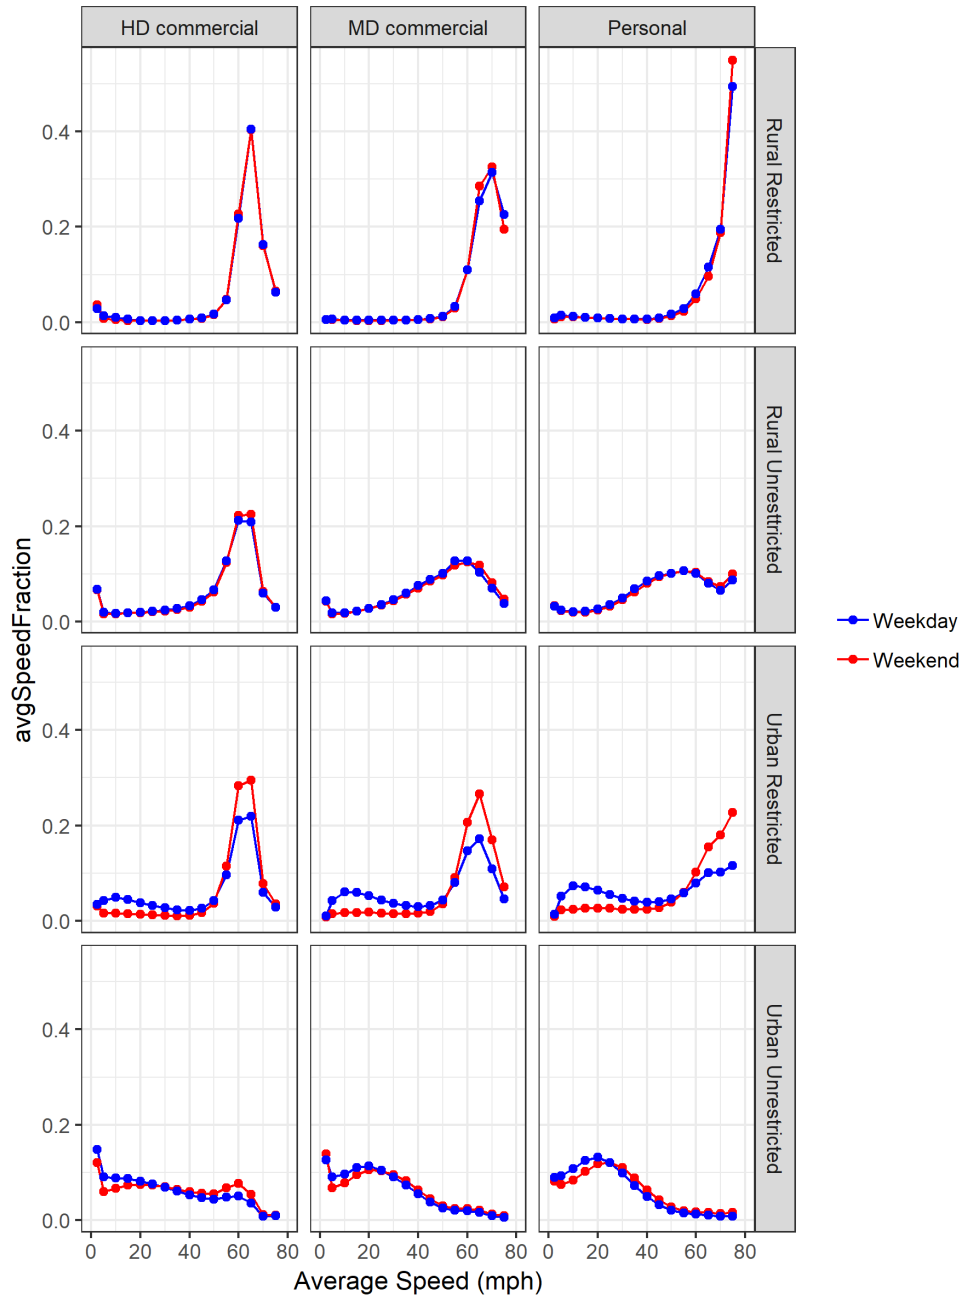 HD commercial
MD commercial
Personal
0.4
0.2
0.0
Rural Restricted
0.4
0.2
0.0
Rural Unresttricted
0.4
0.2
0.0
Urban Restricted
0.4
0.2
0.0
Urban Unrestricted
0 20 40 60 80
0 20 40 60 80
0 20 40 60 80
Average Speed (mph)
avgSpeedFraction
Weekday
Weekend